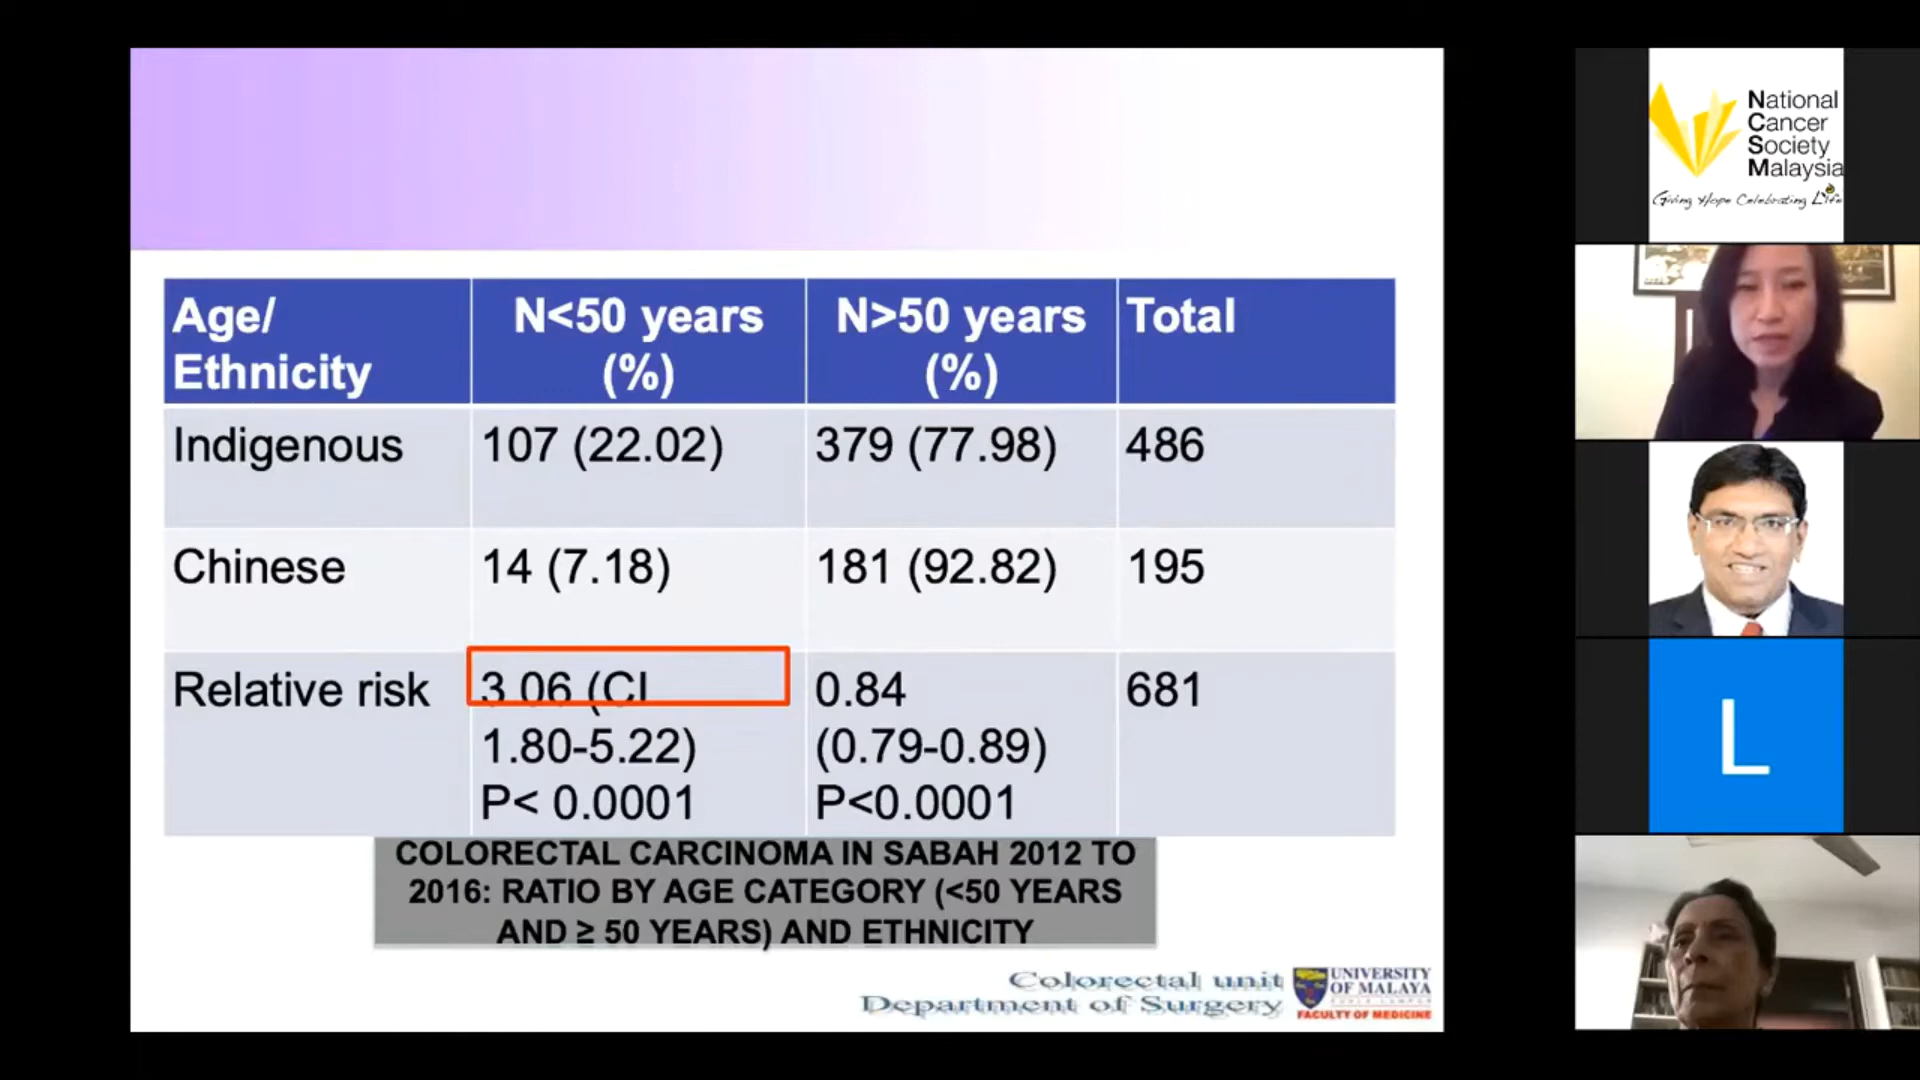 Age/
Ethnicity
N<50 years
(%)
N>50 years
(%)
Total
Indigenous
107 (22.02)
379 (77.98)
486
Chinese
14 (7.18)
181 (92.82)
195
Relative risk
3.06 (CI
1.80-5.22)
P< 0.0001
0.84
(0.79-0.89)
P<0.0001
681
COLORECTAL CARCINOMA IN SABAH 2012 TO
2016: RATIO BY AGE CATEGORY (<50 YEARS
AND ≥ 50 YEARS) AND ETHNICITY
Colorectal unit
Department of Surgery
UNIVERSITY
OF MALAYA
FACULTY OF MEDICINE
National
Cancer
Society
Malaysia
Giving Hope Celebrating Life
L